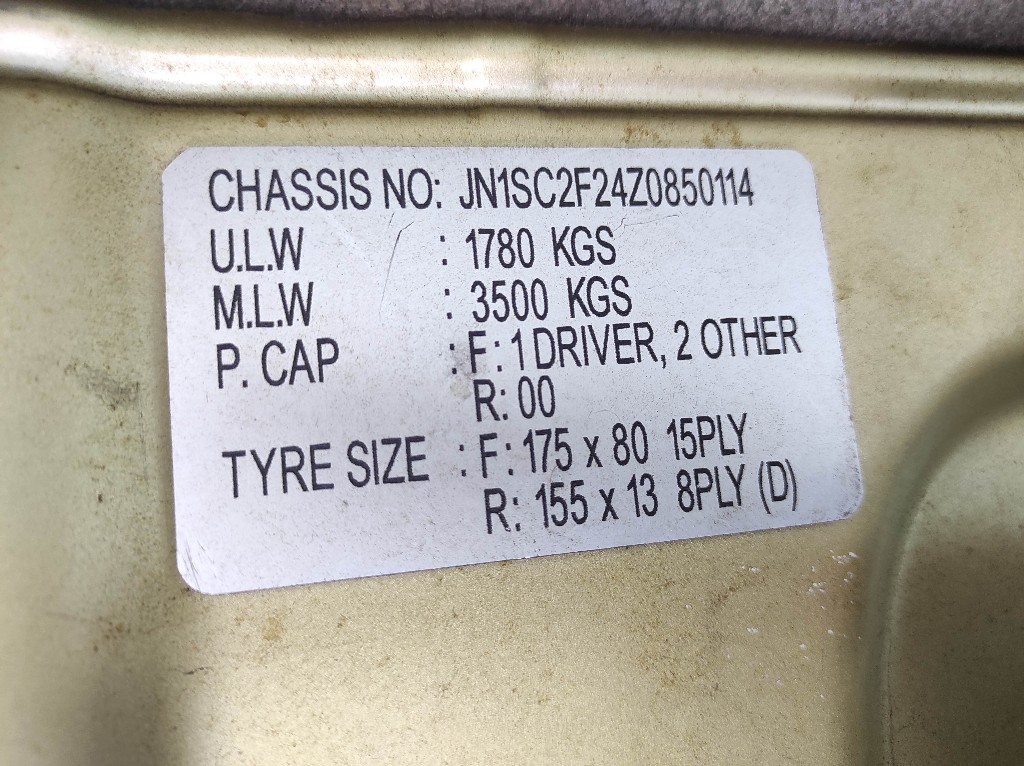 CHASSIS NO: JN1SC2F24Z0850114
U.L.W : 1780 KGS
M.L.W : 3500 KGS
P. CAP : F: 1 DRIVER, 2 OTHER
R: 00
TYRE SIZE : F: 175 x 80 15PLY
R: 155 x 13 8PLY (D)